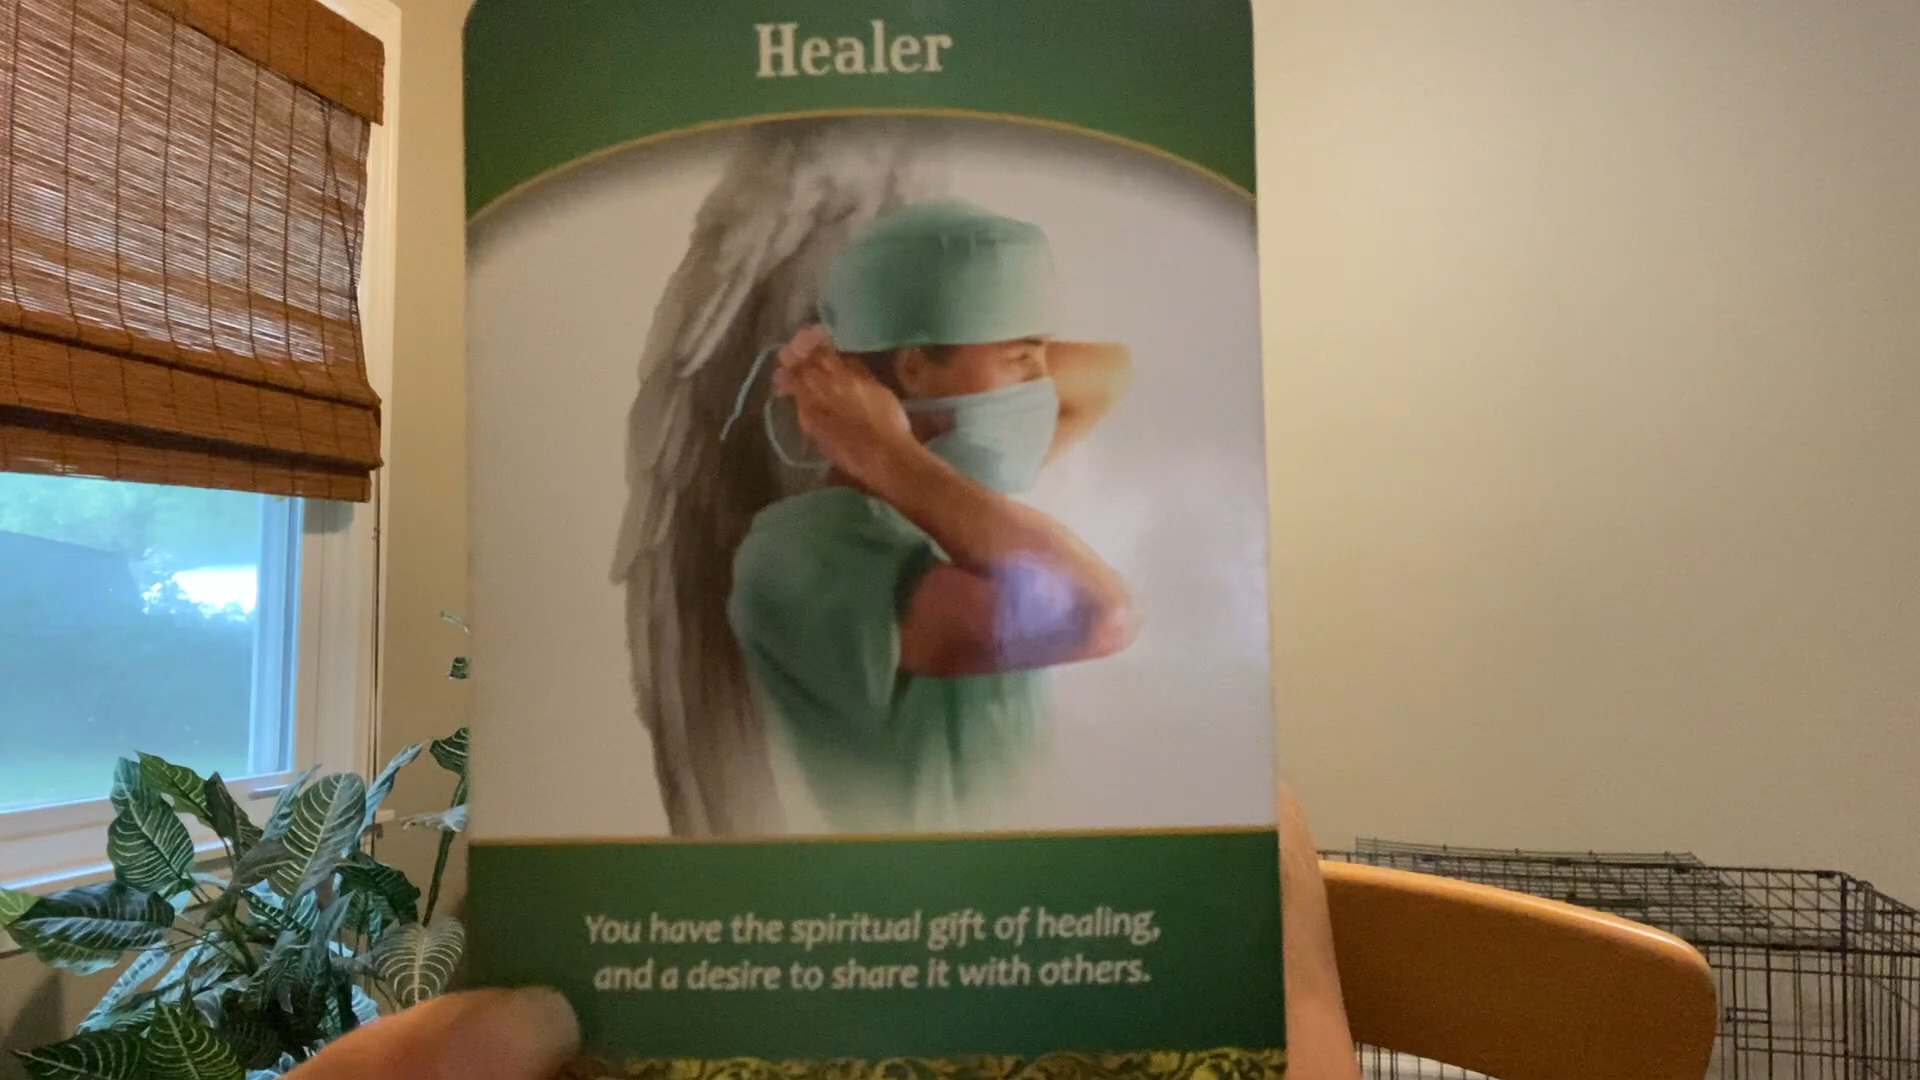 Healer
You have the spiritual gift of healing,
and a desire to share it with others.